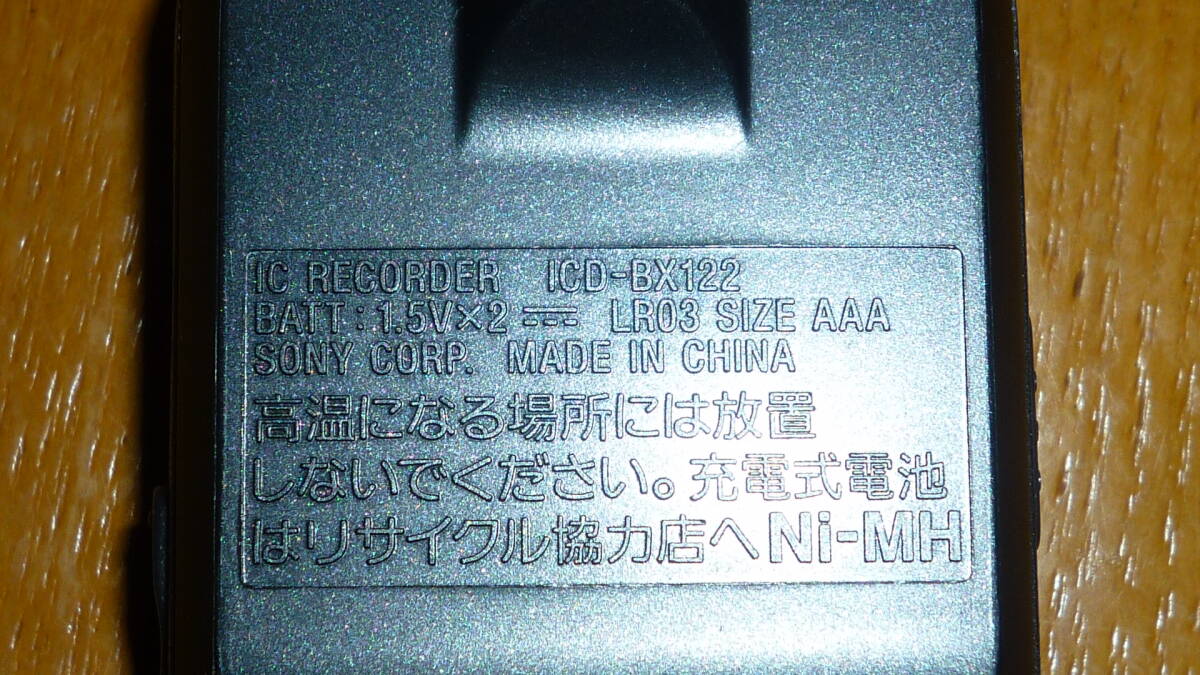 IC RECORDER ICD-BX122
BATT : 1.5V×2 ⎓ LR03 SIZE AAA
SONY CORP. MADE IN CHINA
高温になる場所には放置
しないでください。充電式電池
はリサイクル協力店へNi-MH